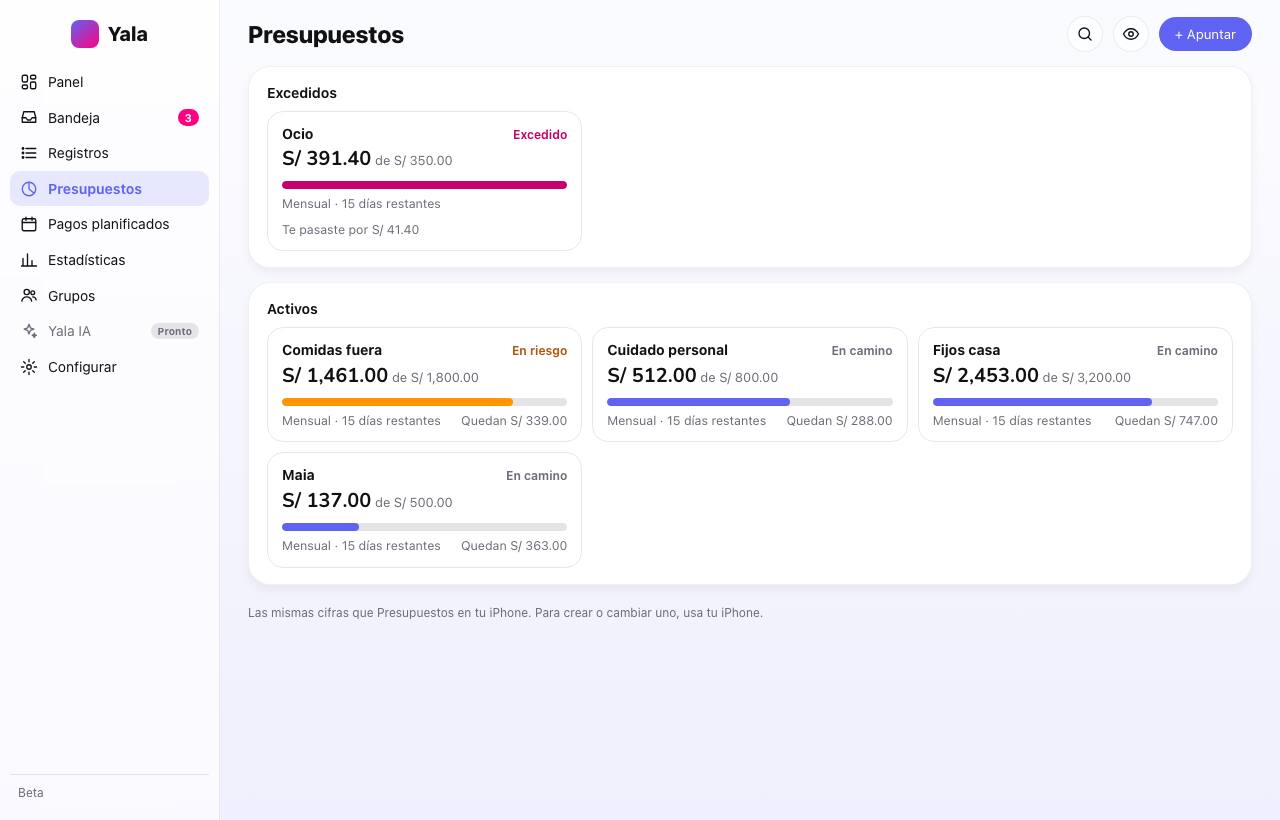 Yala
Panel
Bandeja 3
Registros
Presupuestos
Pagos planificados
Estadísticas
Grupos
Yala IA Pronto
Configurar
Beta
Presupuestos
+ Apuntar
Excedidos
Ocio Excedido
S/ 391.40 de S/ 350.00
Mensual · 15 días restantes
Te pasaste por S/ 41.40
Activos
Comidas fuera En riesgo
S/ 1,461.00 de S/ 1,800.00
Mensual · 15 días restantes Quedan S/ 339.00
Cuidado personal En camino
S/ 512.00 de S/ 800.00
Mensual · 15 días restantes Quedan S/ 288.00
Fijos casa En camino
S/ 2,453.00 de S/ 3,200.00
Mensual · 15 días restantes Quedan S/ 747.00
Maia En camino
S/ 137.00 de S/ 500.00
Mensual · 15 días restantes Quedan S/ 363.00
Las mismas cifras que Presupuestos en tu iPhone. Para crear o cambiar uno, usa tu iPhone.